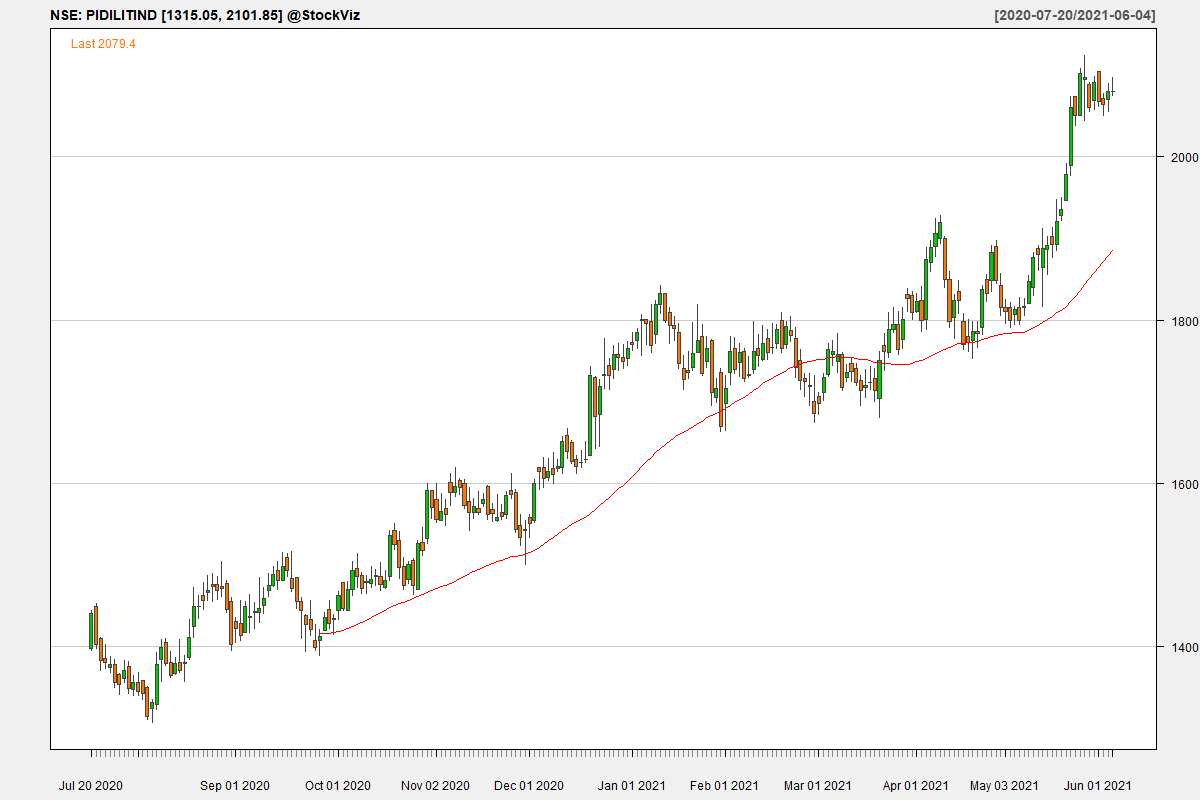 NSE: PIDILITIND [1315.05, 2101.85] @StockViz [2020-07-20/2021-06-04]
Last 2079.4
2000
1800
1600
1400
Jul 20 2020 Sep 01 2020 Oct 01 2020 Nov 02 2020 Dec 01 2020 Jan 01 2021 Feb 01 2021 Mar 01 2021 Apr 01 2021 May 03 2021 Jun 01 2021